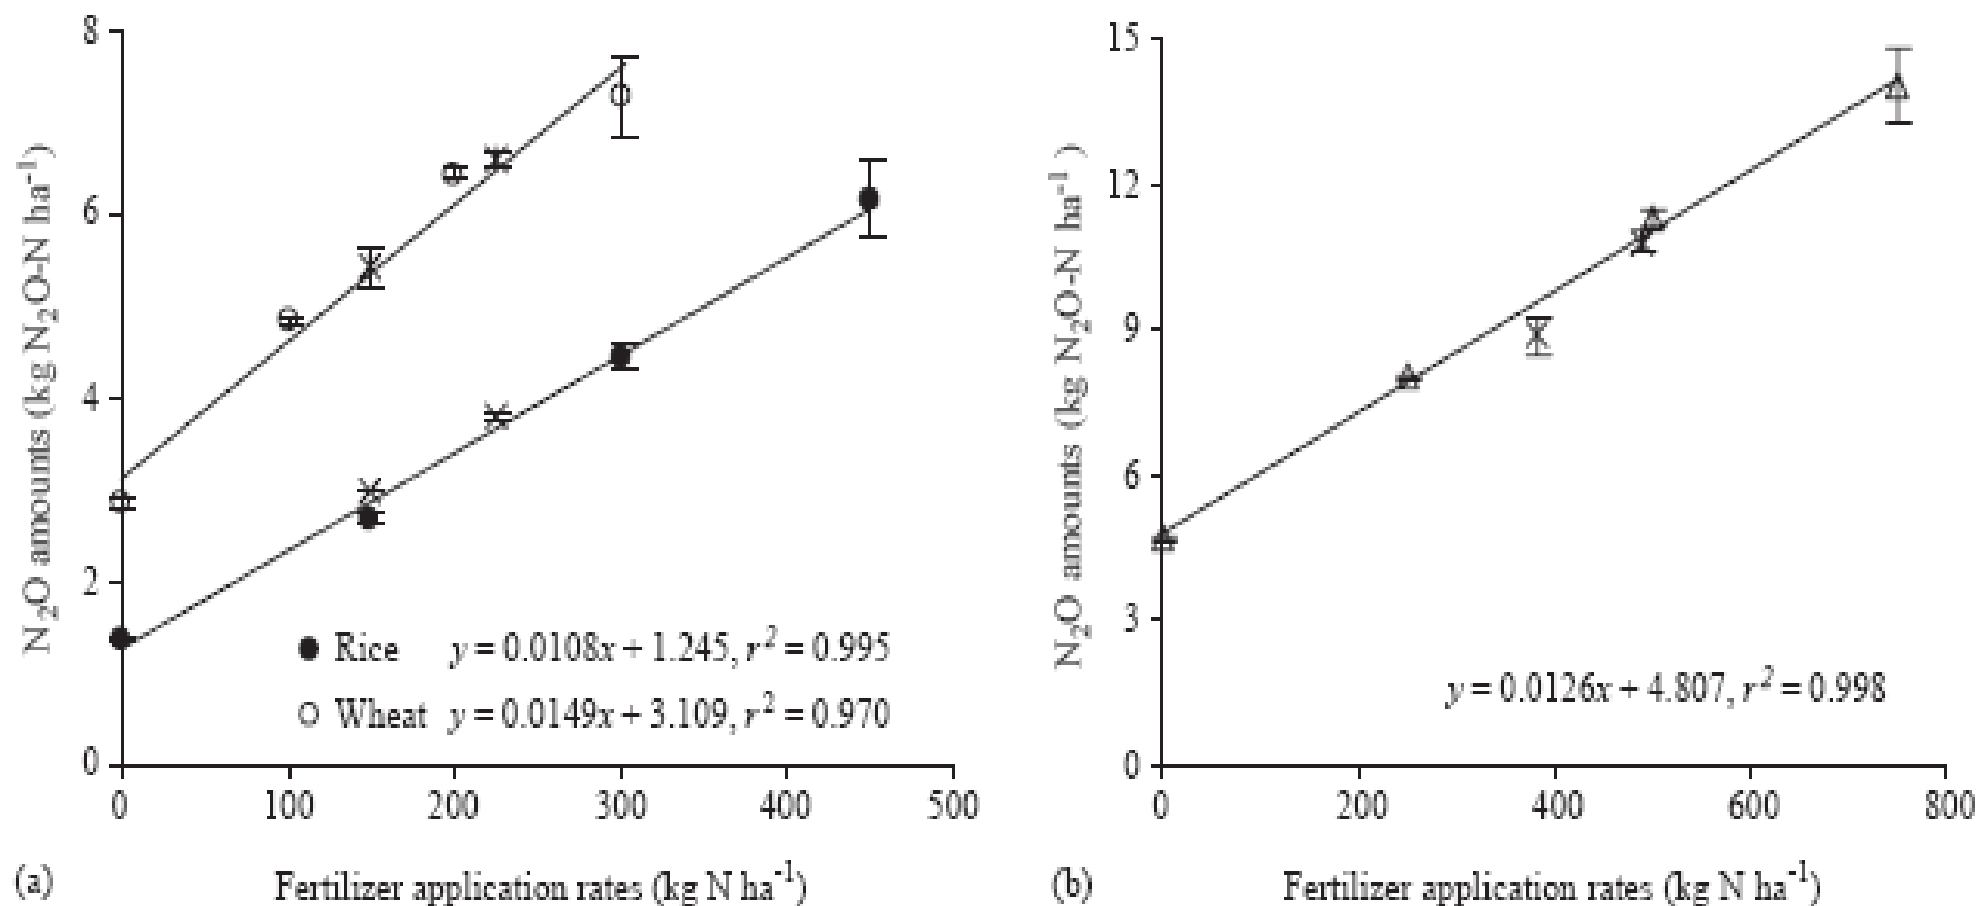 8
6
4
2
0
0 100 200 300 400 500
N₂O amounts (kg N₂O-N ha⁻¹)
● Rice y = 0.0108x + 1.245, r² = 0.995
○ Wheat y = 0.0149x + 3.109, r² = 0.970
(a) Fertilizer application rates (kg N ha⁻¹)
15
12
9
6
3
0
0 200 400 600 800
N₂O amounts (kg N₂O-N ha⁻¹)
y = 0.0126x + 4.807, r² = 0.998
(b) Fertilizer application rates (kg N ha⁻¹)